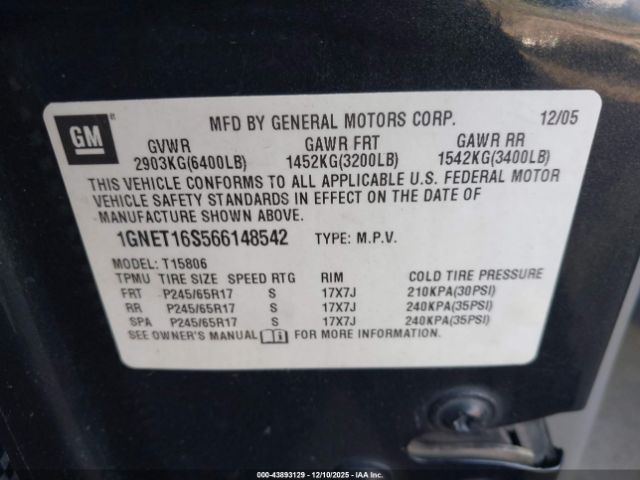 GM
MFD BY GENERAL MOTORS CORP. 12/05
GVWR GAWR FRT GAWR RR
2903KG(6400LB) 1452KG(3200LB) 1542KG(3400LB)
THIS VEHICLE CONFORMS TO ALL APPLICABLE U.S. FEDERAL MOTOR
VEHICLE SAFETY STANDARDS IN EFFECT ON THE DATE OF
MANUFACTURE SHOWN ABOVE.
1GNET16S566148542 TYPE: M.P.V.
MODEL: T15806
TPMU TIRE SIZE SPEED RTG RIM COLD TIRE PRESSURE
FRT P245/65R17 S 17X7J 210KPA(30PSI)
RR P245/65R17 S 17X7J 240KPA(35PSI)
SPA P245/65R17 S 17X7J 240KPA(35PSI)
SEE OWNER'S MANUAL FOR MORE INFORMATION.
000-43893129 - 12/10/2025 - IAA Inc.